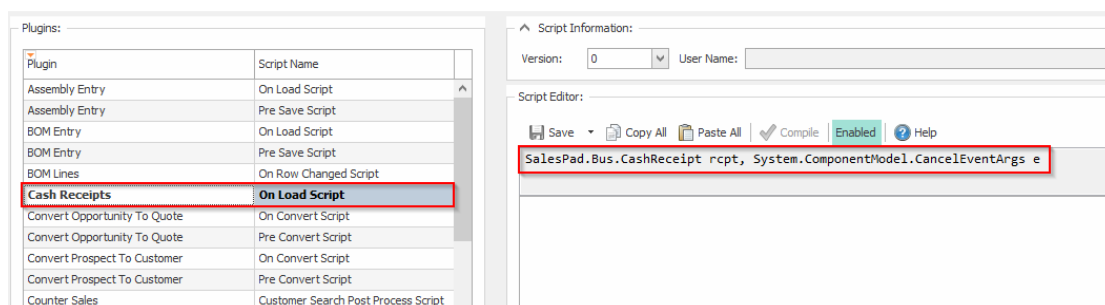 Plugins:
Plugin Script Name
Assembly Entry On Load Script
Assembly Entry Pre Save Script
BOM Entry On Load Script
BOM Entry Pre Save Script
BOM Lines On Row Changed Script
Cash Receipts On Load Script
Convert Opportunity To Quote On Convert Script
Convert Opportunity To Quote Pre Convert Script
Convert Prospect To Customer On Convert Script
Convert Prospect To Customer Pre Convert Script
Counter Sales Customer Search Post Process Script
Script Information:
Version: 0 User Name:
Script Editor:
Save Copy All Paste All Compile Enabled Help
SalesPad.Bus.CashReceipt rcpt, System.ComponentModel.CancelEventArgs e